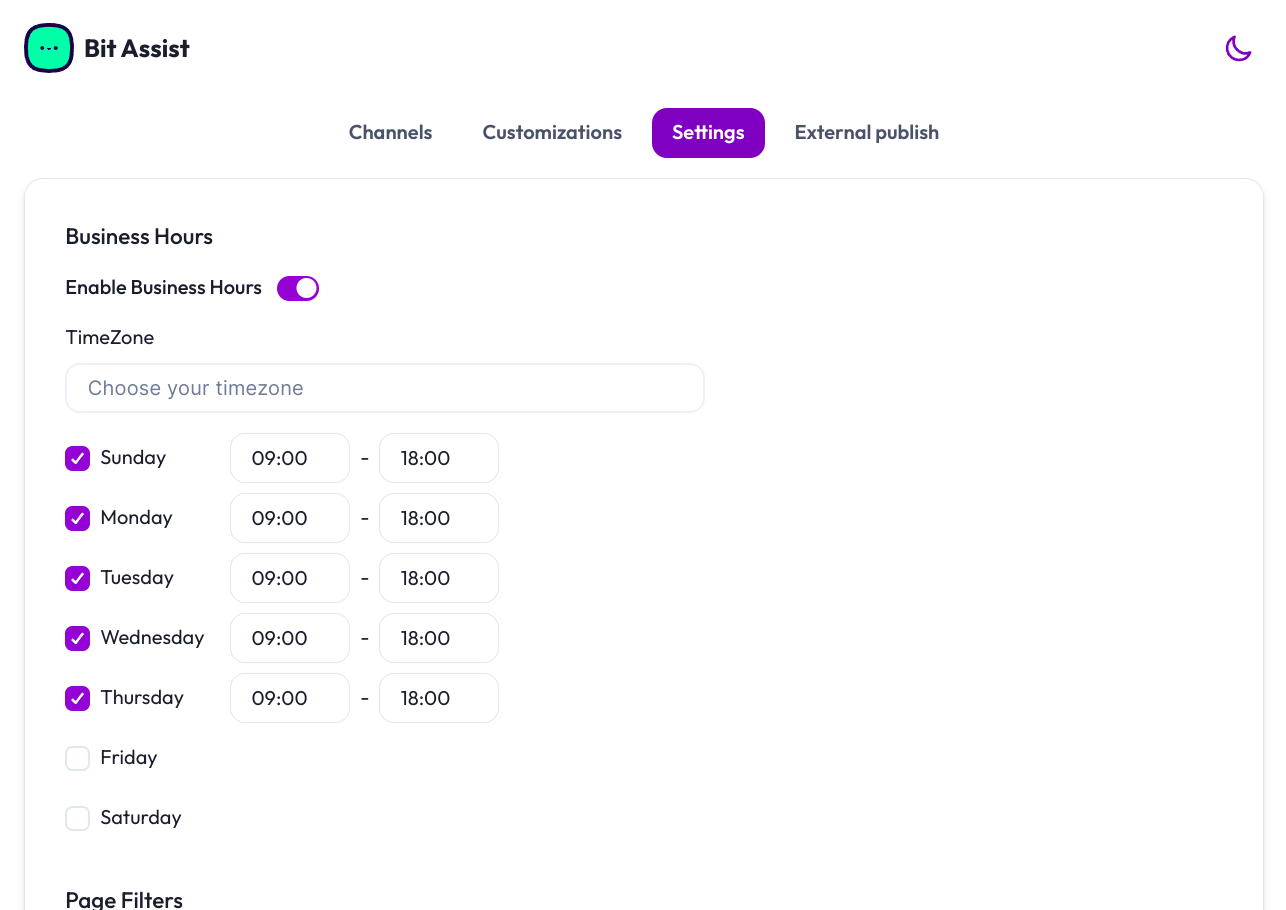 Bit Assist
Channels Customizations Settings External publish
Business Hours
Enable Business Hours
TimeZone
Choose your timezone
Sunday 09:00 - 18:00
Monday 09:00 - 18:00
Tuesday 09:00 - 18:00
Wednesday 09:00 - 18:00
Thursday 09:00 - 18:00
Friday
Saturday
Page Filters